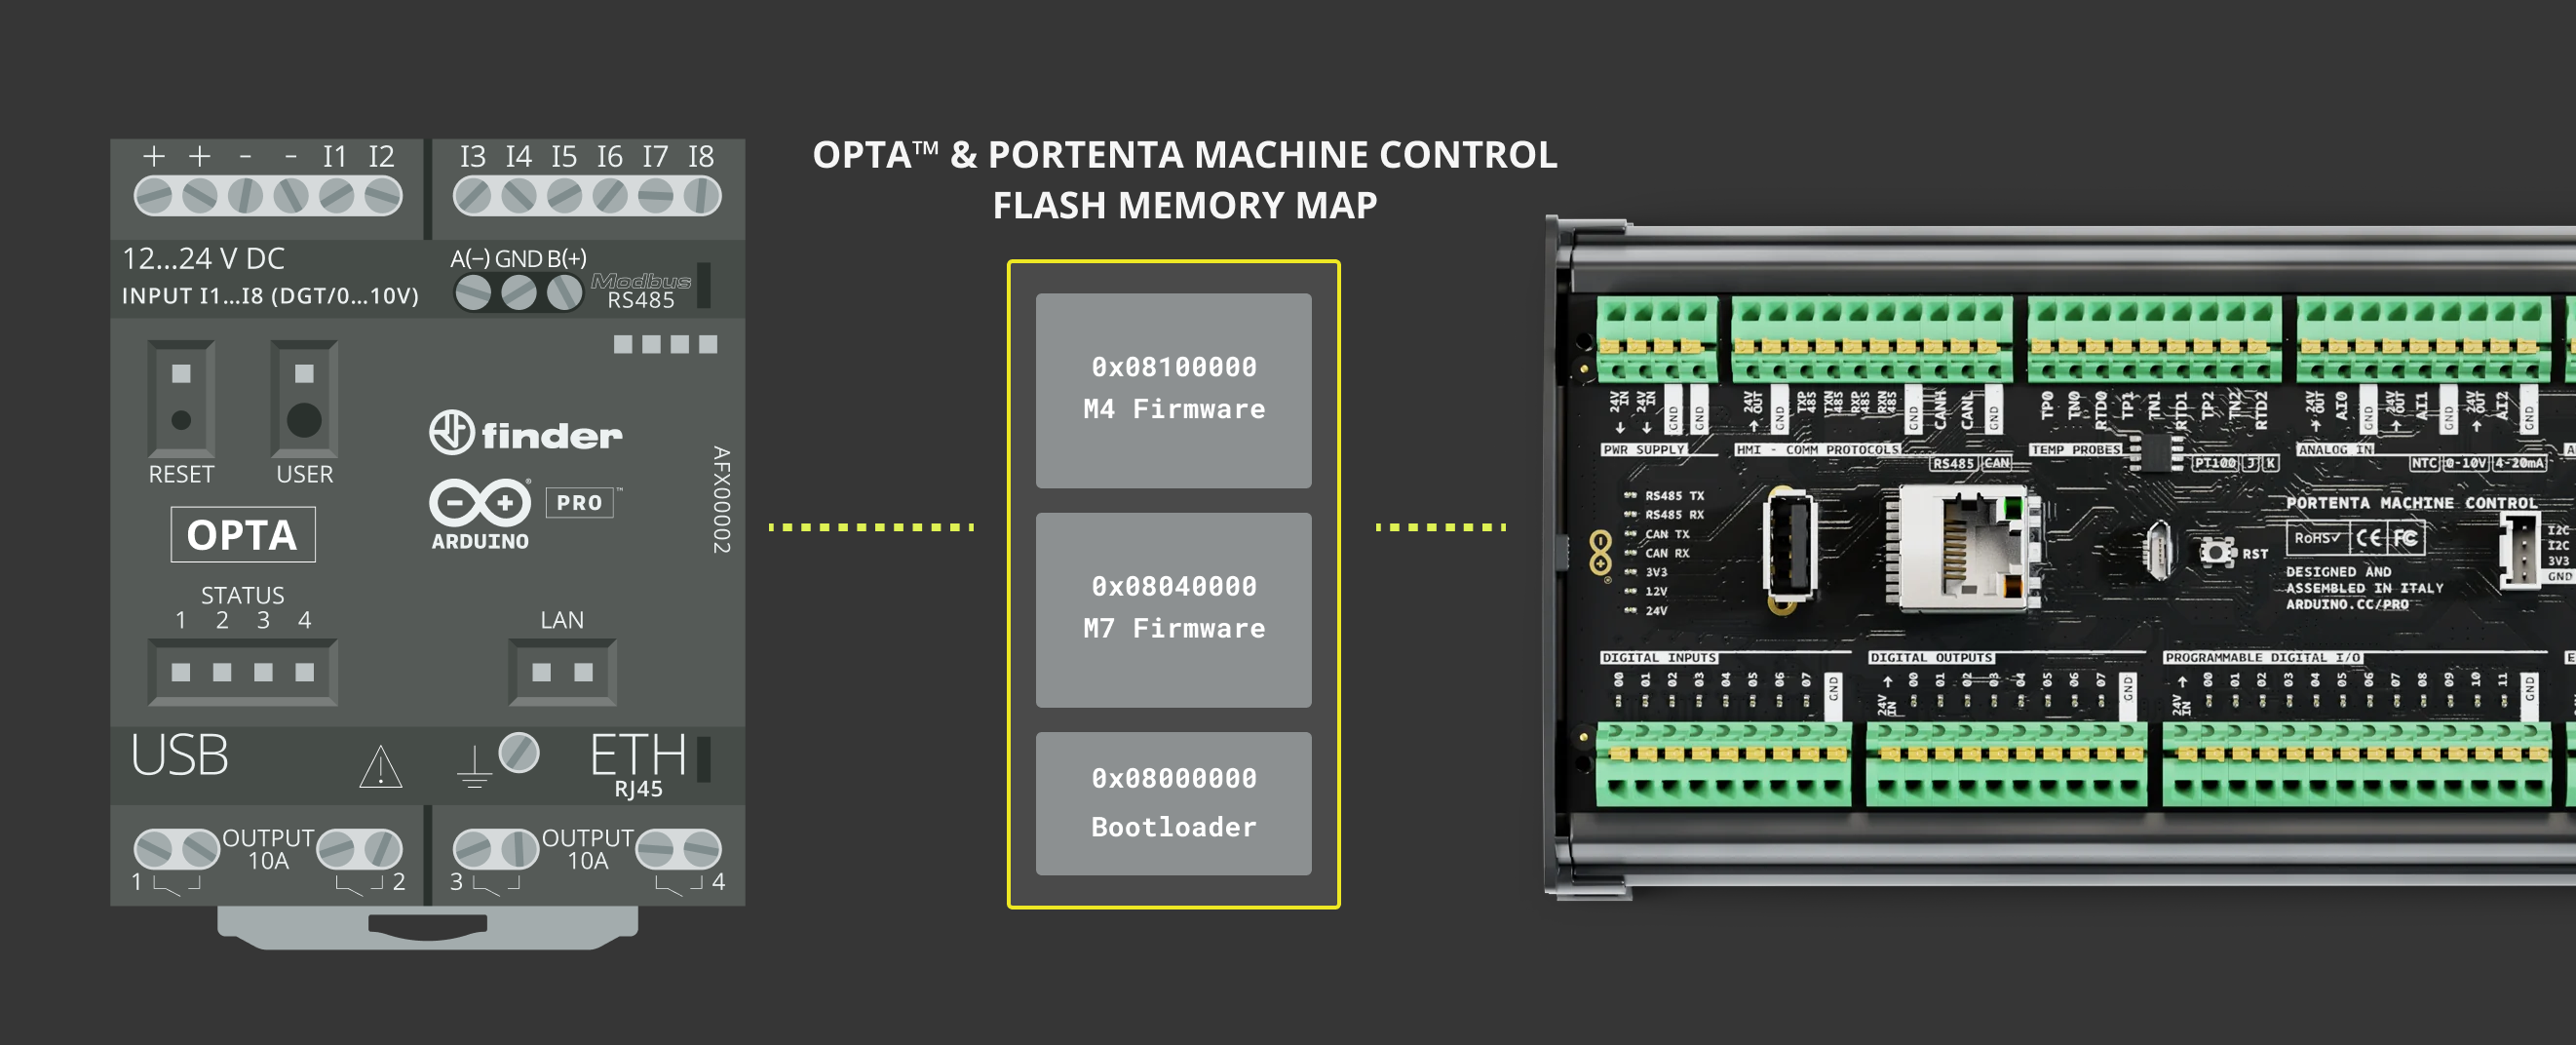 OPTA™ & PORTENTA MACHINE CONTROL
FLASH MEMORY MAP
+ + - - I1 I2 I3 I4 I5 I6 I7 I8
12...24 V DC
INPUT I1...I8 (DGT/0...10V)
A(−) GND B(+)
Modbus
RS485
RESET USER
finder
ARDUINO
PRO™
AFX00002
OPTA
STATUS
1 2 3 4
LAN
USB
ETH
RJ45
OUTPUT
10A
1 2
OUTPUT
10A
3 4
0x08100000
M4 Firmware
0x08040000
M7 Firmware
0x08000000
Bootloader
24V IN 24V IN GND GND
PWR SUPPLY
24V OUT GND TXP 485 TXN 485 RXP 485 RXN 485 GND CANH CANL GND
HMI - COMM PROTOCOLS
RS485 CAN
TP0 TN0 RTD0 TP1 TN1 RTD1 TP2 TN2 RTD2
TEMP PROBES
PT100 J K
24V OUT AI0 GND 24V OUT AI1 GND 24V OUT AI2 GND
ANALOG IN
NTC 0-10V 4-20mA
RS485 TX
RS485 RX
CAN TX
CAN RX
3V3
12V
24V
RST
PORTENTA MACHINE CONTROL
RoHS CE FC
DESIGNED AND
ASSEMBLED IN ITALY
ARDUINO.CC/PRO
I2C
I2C
3V3
GND
DIGITAL INPUTS
00 01 02 03 04 05 06 07 GND
DIGITAL OUTPUTS
24V IN 00 01 02 03 04 05 06 07 GND
PROGRAMMABLE DIGITAL I/O
24V IN 00 01 02 03 04 05 06 07 08 09 10 11 GND